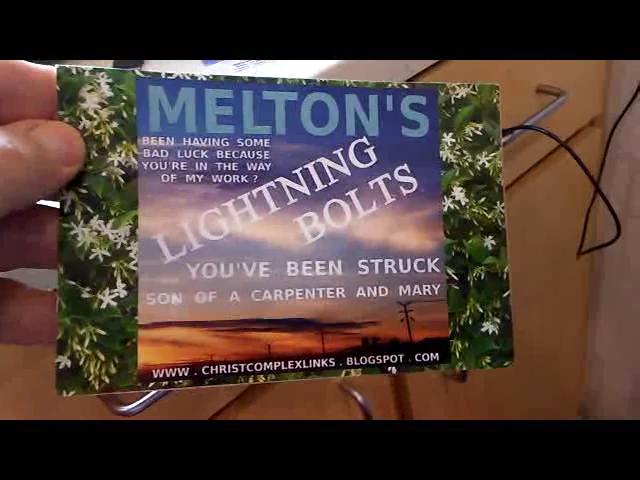 MELTON'S
BEEN HAVING SOME
BAD LUCK BECAUSE
YOU'RE IN THE WAY
OF MY WORK ?
LIGHTNING
BOLTS
YOU'VE BEEN STRUCK
SON OF A CARPENTER AND MARY
WWW . CHRISTCOMPLEXLINKS . BLOGSPOT . COM